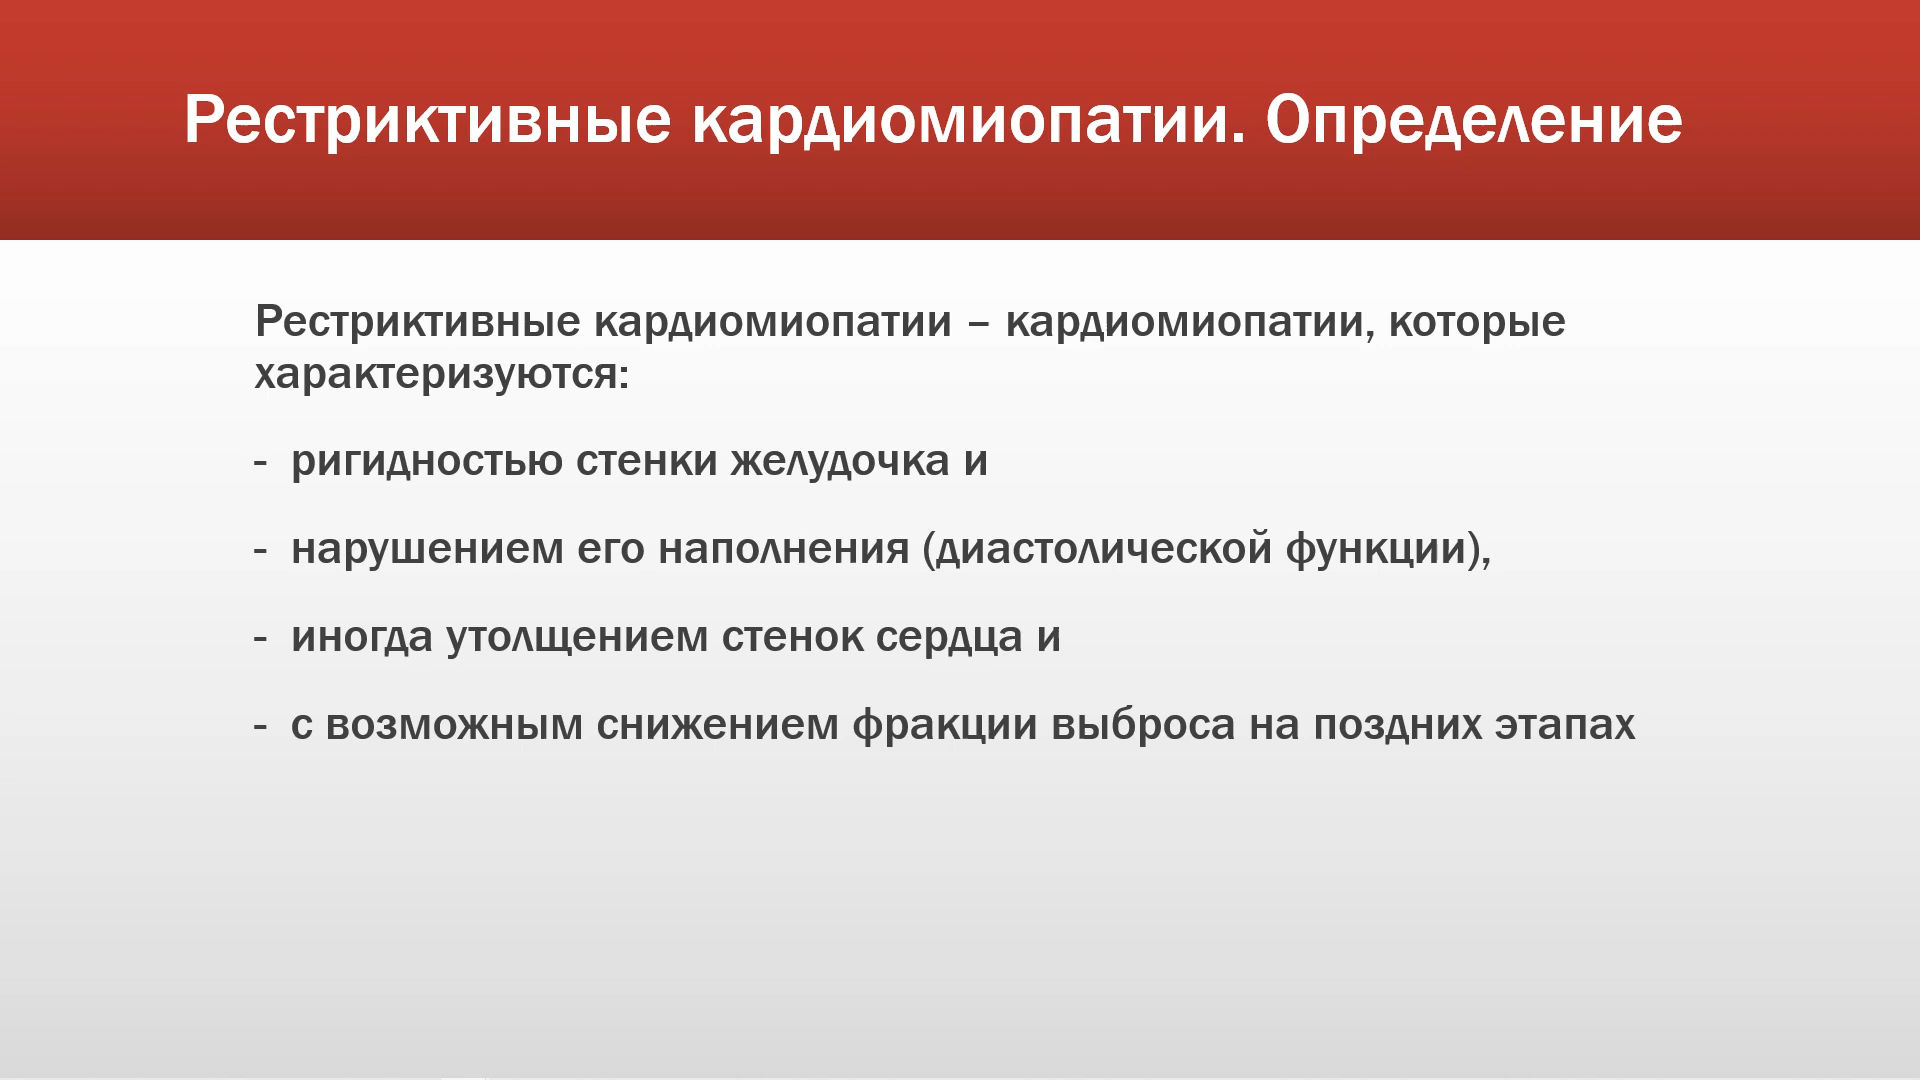 Рестриктивные кардиомиопатии. Определение
Рестриктивные кардиомиопатии – кардиомиопатии, которые
характеризуются:
- ригидностью стенки желудочка и
- нарушением его наполнения (диастолической функции),
- иногда утолщением стенок сердца и
- с возможным снижением фракции выброса на поздних этапах